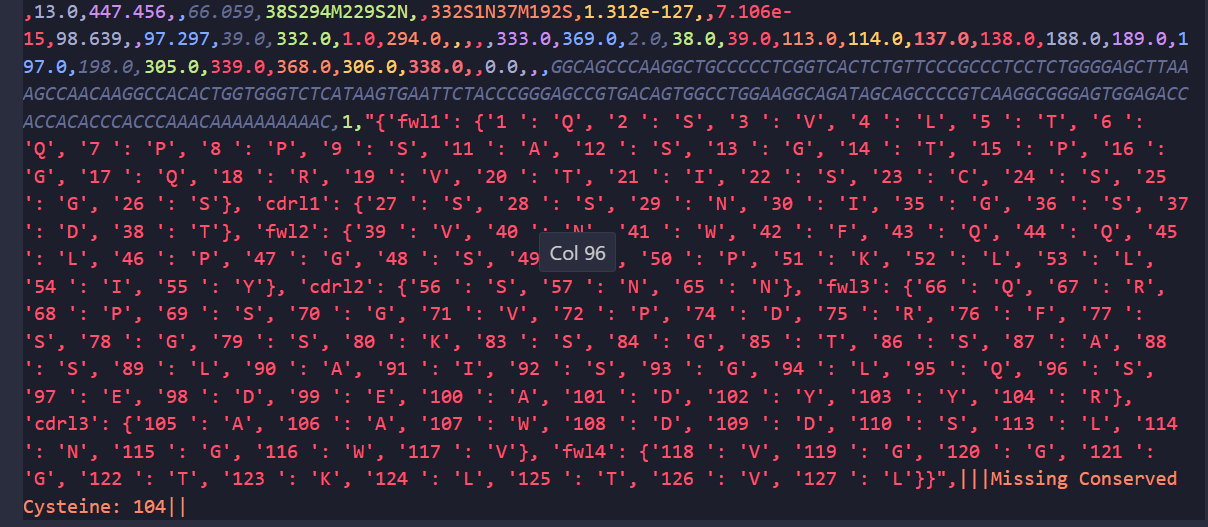 ,13.0,447.456,,66.059,38S294M229S2N,,332S1N37M192S,1.312e-127,,7.106e-
15,98.639,,97.297,39.0,332.0,1.0,294.0,,,,,333.0,369.0,2.0,38.0,39.0,113.0,114.0,137.0,138.0,188.0,189.0,1
97.0,198.0,305.0,339.0,368.0,306.0,338.0,,0.0,,,GGCAGCCCAAGGCTGCCCCCTCGGTCACTCTGTTCCCGCCCTCCTCTGGGGAGCTTAA
AGCCAACAAGGCCACACTGGTGGGTCTCATAAGTGAATTCTACCCGGGAGCCGTGACAGTGGCCTGGAAGGCAGATAGCAGCCCCGTCAAGGCGGGAGTGGAGACC
ACCACACCCACCCAAACAAAAAAAAAAAC,1,"{'fwl1': {'1 ': 'Q', '2 ': 'S', '3 ': 'V', '4 ': 'L', '5 ': 'T', '6 ':
'Q', '7 ': 'P', '8 ': 'P', '9 ': 'S', '11 ': 'A', '12 ': 'S', '13 ': 'G', '14 ': 'T', '15 ': 'P', '16 ':
'G', '17 ': 'Q', '18 ': 'R', '19 ': 'V', '20 ': 'T', '21 ': 'I', '22 ': 'S', '23 ': 'C', '24 ': 'S', '25
': 'G', '26 ': 'S'}, 'cdrl1': {'27 ': 'S', '28 ': 'S', '29 ': 'N', '30 ': 'I', '35 ': 'G', '36 ': 'S', '37
': 'D', '38 ': 'T'}, 'fwl2': {'39 ': 'V', '40 ': 'N', '41 ': 'W', '42 ': 'F', '43 ': 'Q', '44 ': 'Q', '45
': 'L', '46 ': 'P', '47 ': 'G', '48 ': 'S', '49 Col 96 , '50 ': 'P', '51 ': 'K', '52 ': 'L', '53 ': 'L',
'54 ': 'I', '55 ': 'Y'}, 'cdrl2': {'56 ': 'S', '57 ': 'N', '65 ': 'N'}, 'fwl3': {'66 ': 'Q', '67 ': 'R',
'68 ': 'P', '69 ': 'S', '70 ': 'G', '71 ': 'V', '72 ': 'P', '74 ': 'D', '75 ': 'R', '76 ': 'F', '77 ':
'S', '78 ': 'G', '79 ': 'S', '80 ': 'K', '83 ': 'S', '84 ': 'G', '85 ': 'T', '86 ': 'S', '87 ': 'A', '88
': 'S', '89 ': 'L', '90 ': 'A', '91 ': 'I', '92 ': 'S', '93 ': 'G', '94 ': 'L', '95 ': 'Q', '96 ': 'S',
'97 ': 'E', '98 ': 'D', '99 ': 'E', '100 ': 'A', '101 ': 'D', '102 ': 'Y', '103 ': 'Y', '104 ': 'R'},
'cdrl3': {'105 ': 'A', '106 ': 'A', '107 ': 'W', '108 ': 'D', '109 ': 'D', '110 ': 'S', '113 ': 'L', '114
': 'N', '115 ': 'G', '116 ': 'W', '117 ': 'V'}, 'fwl4': {'118 ': 'V', '119 ': 'G', '120 ': 'G', '121 ':
'G', '122 ': 'T', '123 ': 'K', '124 ': 'L', '125 ': 'T', '126 ': 'V', '127 ': 'L'}}",|||Missing Conserved
Cysteine: 104||